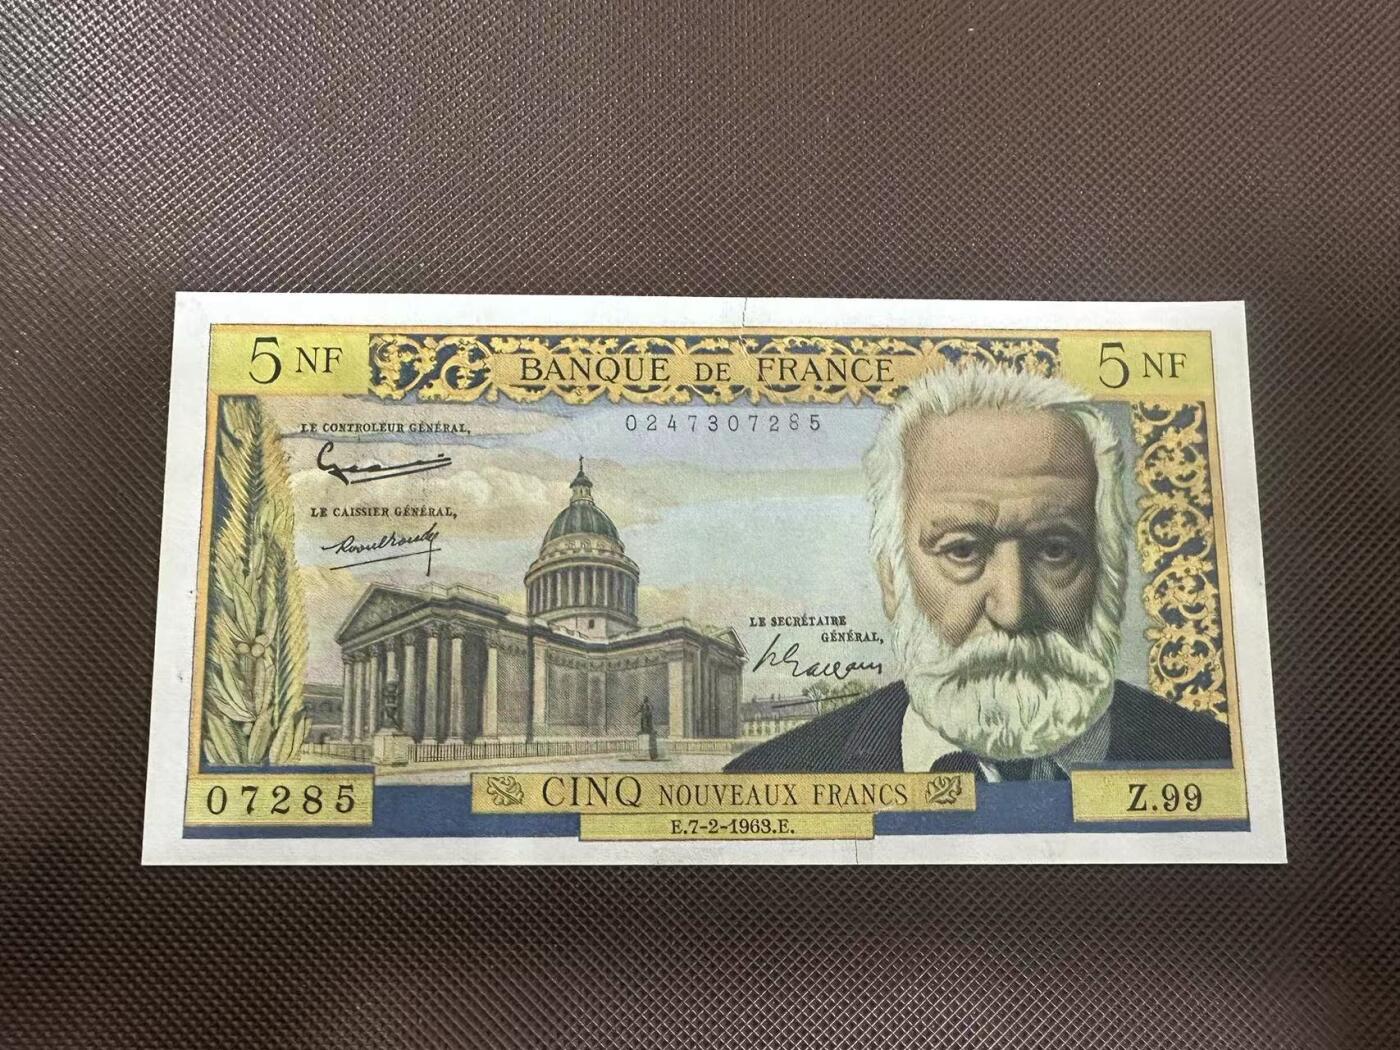 5 NF BANQUE DE FRANCE 5 NF
0247307285
LE CONTROLEUR GÉNÉRAL,
LE CAISSIER GÉNÉRAL,
LE SECRÉTAIRE
GÉNÉRAL,
07285 CINQ NOUVEAUX FRANCS Z.99
E.7-2-1963.E.